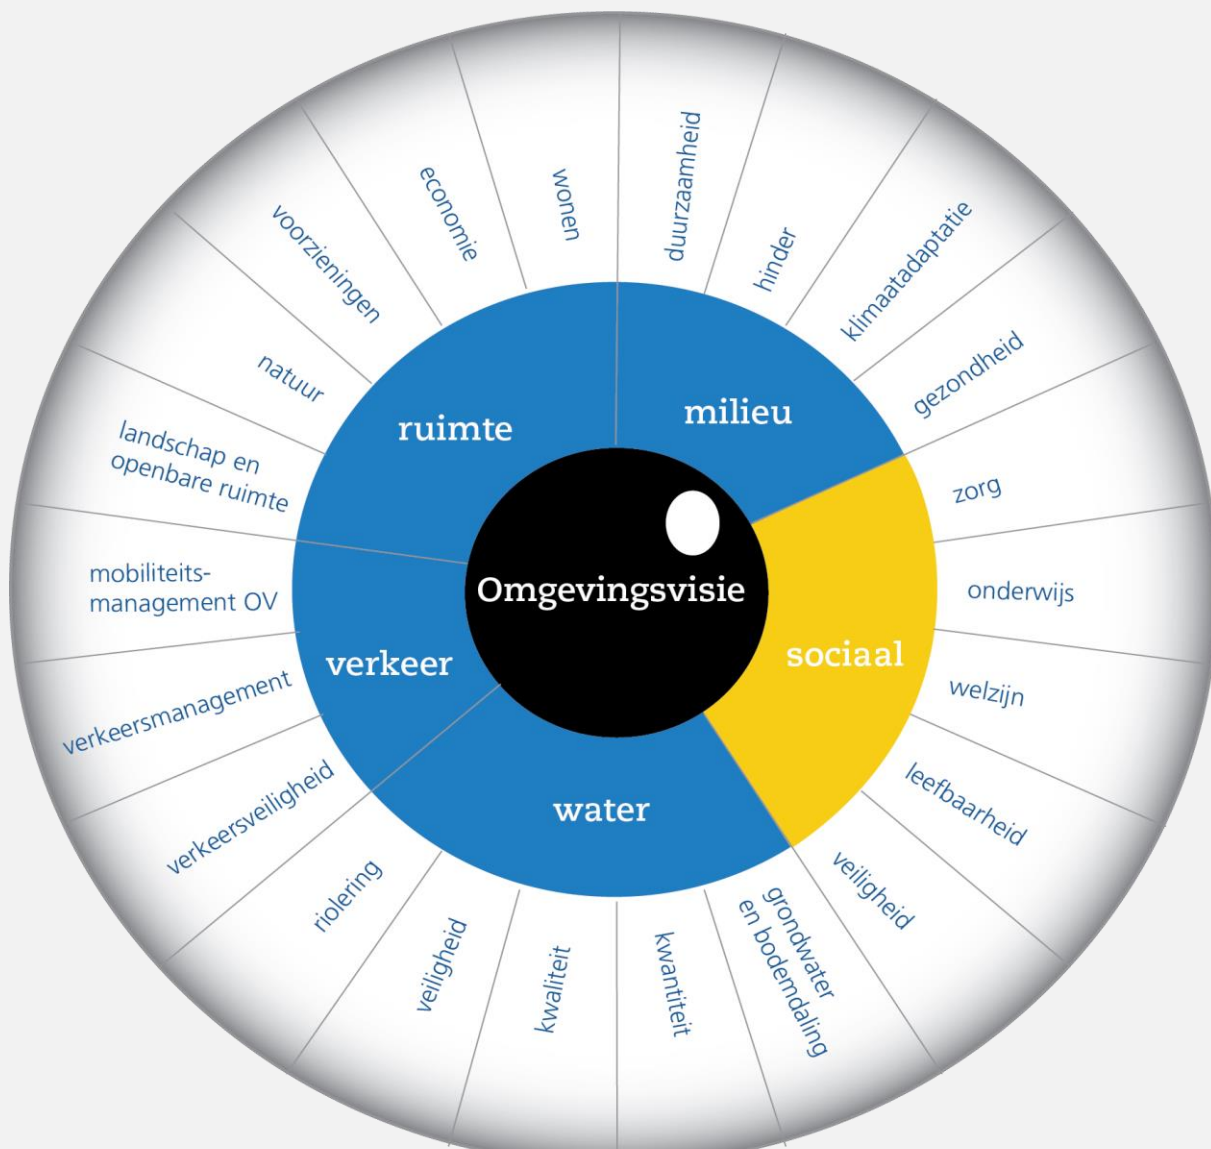 Omgevingsvisie
milieu
duurzaamheid
hinder
klimaatadaptatie
gezondheid
sociaal
zorg
onderwijs
welzijn
leefbaarheid
veiligheid
water
grondwater
en bodemdaling
kwantiteit
kwaliteit
veiligheid
riolering
verkeer
verkeersveiligheid
verkeersmanagement
mobiliteits-
management OV
ruimte
landschap en
openbare ruimte
natuur
voorzieningen
economie
wonen